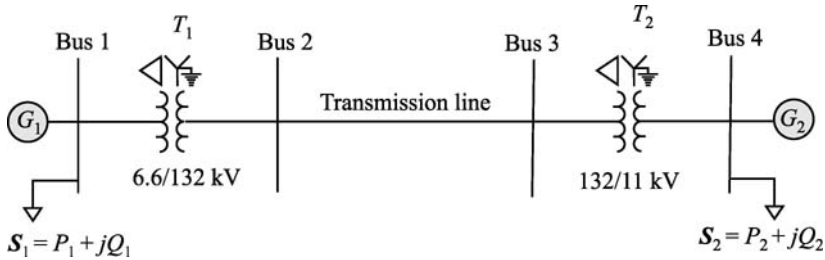 T₁
T₂
Bus 1
Bus 2
Bus 3
Bus 4
G₁
Transmission line
G₂
6.6/132 kV
132/11 kV
S₁ = P₁ + jQ₁
S₂ = P₂ + jQ₂